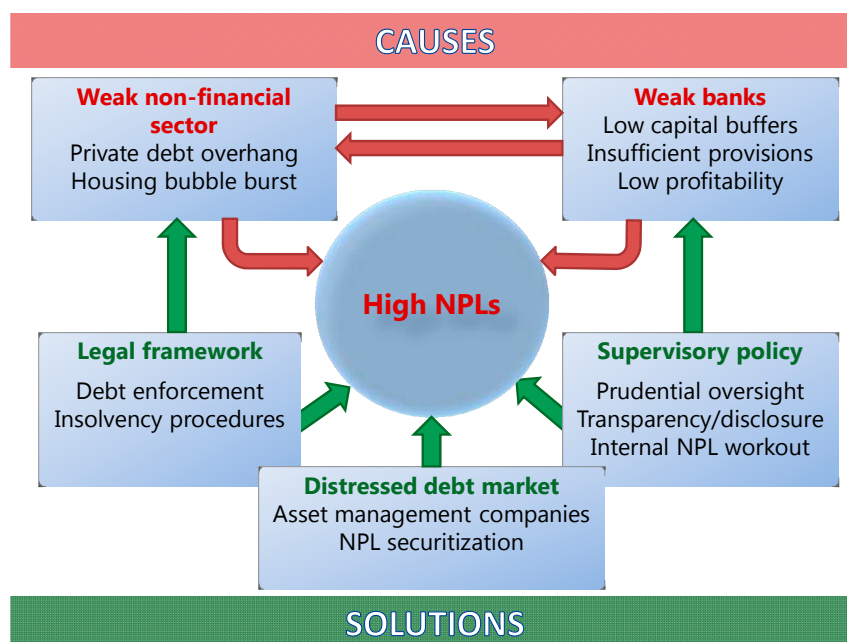 CAUSES
Weak non-financial
sector
Private debt overhang
Housing bubble burst
Weak banks
Low capital buffers
Insufficient provisions
Low profitability
High NPLs
Legal framework
Debt enforcement
Insolvency procedures
Supervisory policy
Prudential oversight
Transparency/disclosure
Internal NPL workout
Distressed debt market
Asset management companies
NPL securitization
SOLUTIONS